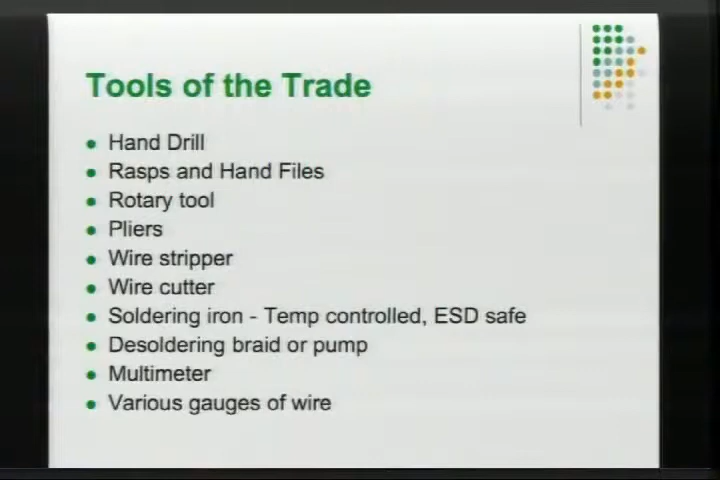 Tools of the Trade
Hand Drill
Rasps and Hand Files
Rotary tool
Pliers
Wire stripper
Wire cutter
Soldering iron - Temp controlled, ESD safe
Desoldering braid or pump
Multimeter
Various gauges of wire